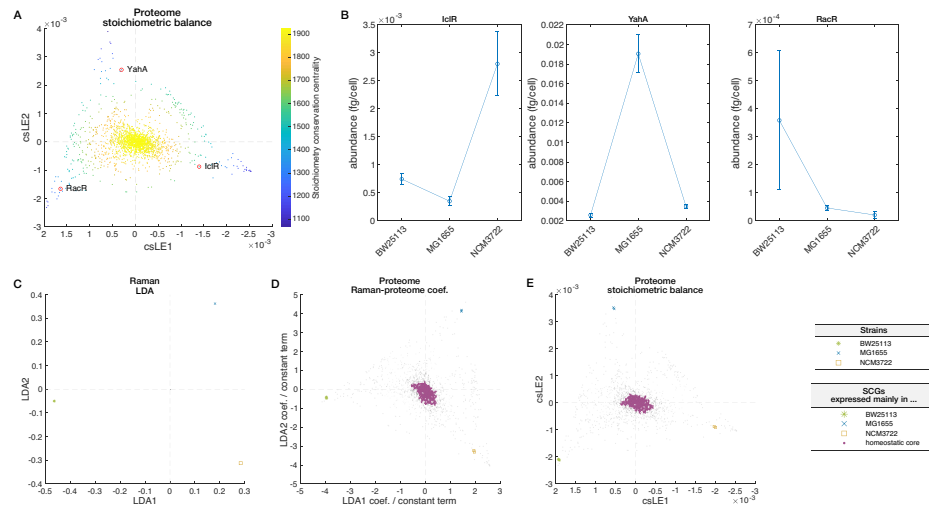 A
Proteome
stoichiometric balance
×10⁻³
4
3
2
1
0
-1
-2
-3
csLE2
YahA
IclR
RacR
2
1.5
1
0.5
0
-0.5
-1
-1.5
-2
-2.5
-3
csLE1
×10⁻³
1900
1800
1700
1600
1500
1400
1300
1200
1100
Stoichiometry conservation centrality
B
IclR
×10⁻³
3.5
3
2.5
2
1.5
1
0.5
0
abundance (fg/cell)
BW25113
MG1655
NCM3722
YahA
0.022
0.02
0.018
0.016
0.014
0.012
0.01
0.008
0.006
0.004
0.002
abundance (fg/cell)
BW25113
MG1655
NCM3722
RacR
×10⁻⁴
7
6
5
4
3
2
1
0
abundance (fg/cell)
BW25113
MG1655
NCM3722
C
Raman
LDA
0.4
0.3
0.2
0.1
0
-0.1
-0.2
-0.3
-0.4
LDA2
-0.5
-0.4
-0.3
-0.2
-0.1
0
0.1
0.2
0.3
LDA1
D
Proteome
Raman-proteome coef.
5
4
3
2
1
0
-1
-2
-3
-4
-5
LDA2 coef. / constant term
-5
-4
-3
-2
-1
0
1
2
3
4
5
LDA1 coef. / constant term
E
Proteome
stoichiometric balance
×10⁻³
4
3
2
1
0
-1
-2
-3
csLE2
2
1.5
1
0.5
0
-0.5
-1
-1.5
-2
-2.5
-3
csLE1
×10⁻³
Strains
BW25113
MG1655
NCM3722
SCGs
expressed mainly in ...
BW25113
MG1655
NCM3722
homeostatic core